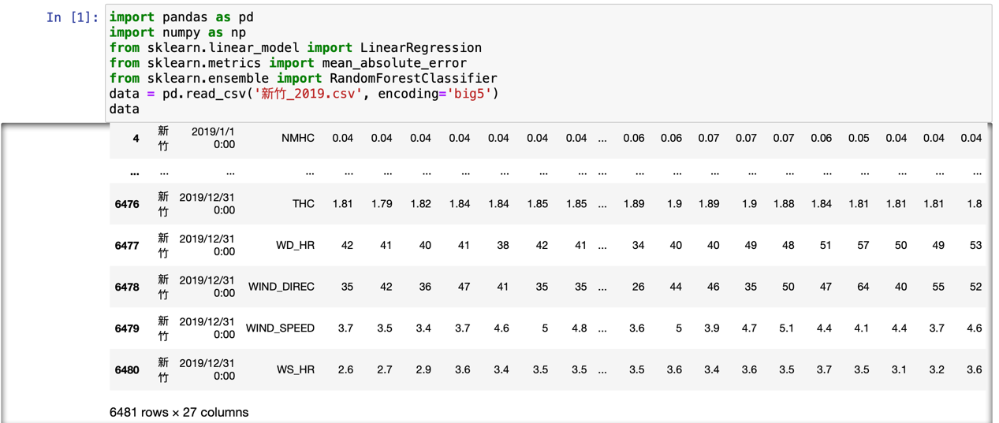 In [1]:
import pandas as pd
import numpy as np
from sklearn.linear_model import LinearRegression
from sklearn.metrics import mean_absolute_error
from sklearn.ensemble import RandomForestClassifier
data = pd.read_csv('新竹_2019.csv', encoding='big5')
data
4 新竹 2019/1/1 0:00 NMHC 0.04 0.04 0.04 0.04 0.04 0.04 0.04 ... 0.06 0.06 0.07 0.07 0.07 0.06 0.05 0.04 0.04 0.04
... ... ... ... ... ... ... ... ... ... ... ... ... ... ... ... ... ... ... ... ... ...
6476 新竹 2019/12/31 0:00 THC 1.81 1.79 1.82 1.84 1.84 1.85 1.85 ... 1.89 1.9 1.89 1.9 1.88 1.84 1.81 1.81 1.81 1.8
6477 新竹 2019/12/31 0:00 WD_HR 42 41 40 41 38 42 41 ... 34 40 40 49 48 51 57 50 49 53
6478 新竹 2019/12/31 0:00 WIND_DIREC 35 42 36 47 41 35 35 ... 26 44 46 35 50 47 64 40 55 52
6479 新竹 2019/12/31 0:00 WIND_SPEED 3.7 3.5 3.4 3.7 4.6 5 4.8 ... 3.6 5 3.9 4.7 5.1 4.4 4.1 4.4 3.7 4.6
6480 新竹 2019/12/31 0:00 WS_HR 2.6 2.7 2.9 3.6 3.4 3.5 3.5 ... 3.5 3.6 3.4 3.6 3.5 3.7 3.5 3.1 3.2 3.6
6481 rows × 27 columns